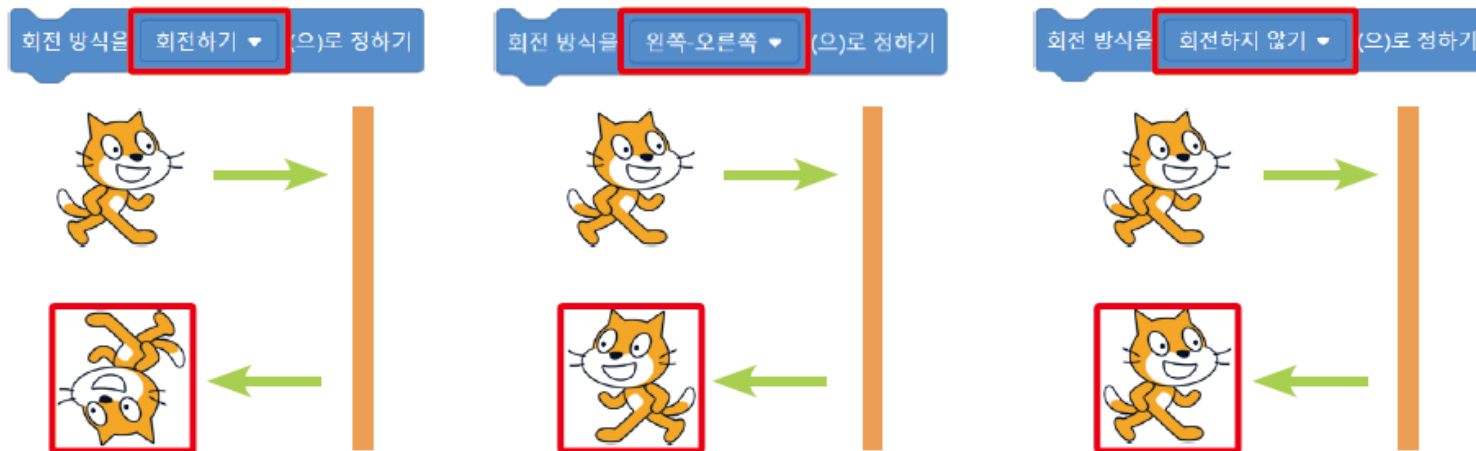 회전 방식을 회전하기 (으)로 정하기
회전 방식을 왼쪽-오른쪽 (으)로 정하기
회전 방식을 회전하지 않기 (으)로 정하기